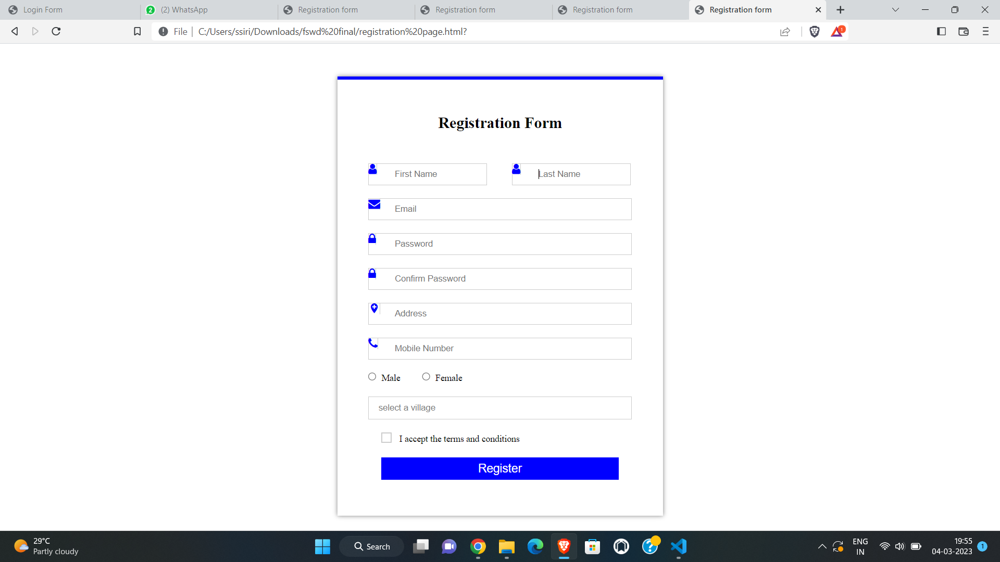 Login Form
2 (2) WhatsApp
Registration form
Registration form
Registration form
Registration form
File C:/Users/ssiri/Downloads/fswd%20final/registration%20page.html?
1
Registration Form
First Name
Last Name
Email
Password
Confirm Password
Address
Mobile Number
Male
Female
select a village
I accept the terms and conditions
Register
29°C
Partly cloudy
Search
ENG
IN
19:55
04-03-2023
1